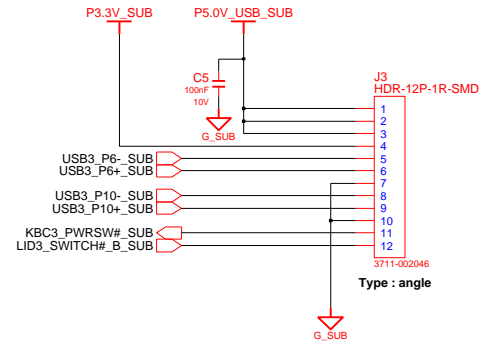 P3.3V_SUB
P5.0V_USB_SUB
C5
100nF
10V
G_SUB
J3
HDR-12P-1R-SMD
1
2
3
4
USB3_P6-_SUB 5
USB3_P6+_SUB 6
7
USB3_P10-_SUB 8
USB3_P10+_SUB 9
10
KBC3_PWRSW#_SUB 11
LID3_SWITCH#_B_SUB 12
3711-002046
Type : angle
G_SUB